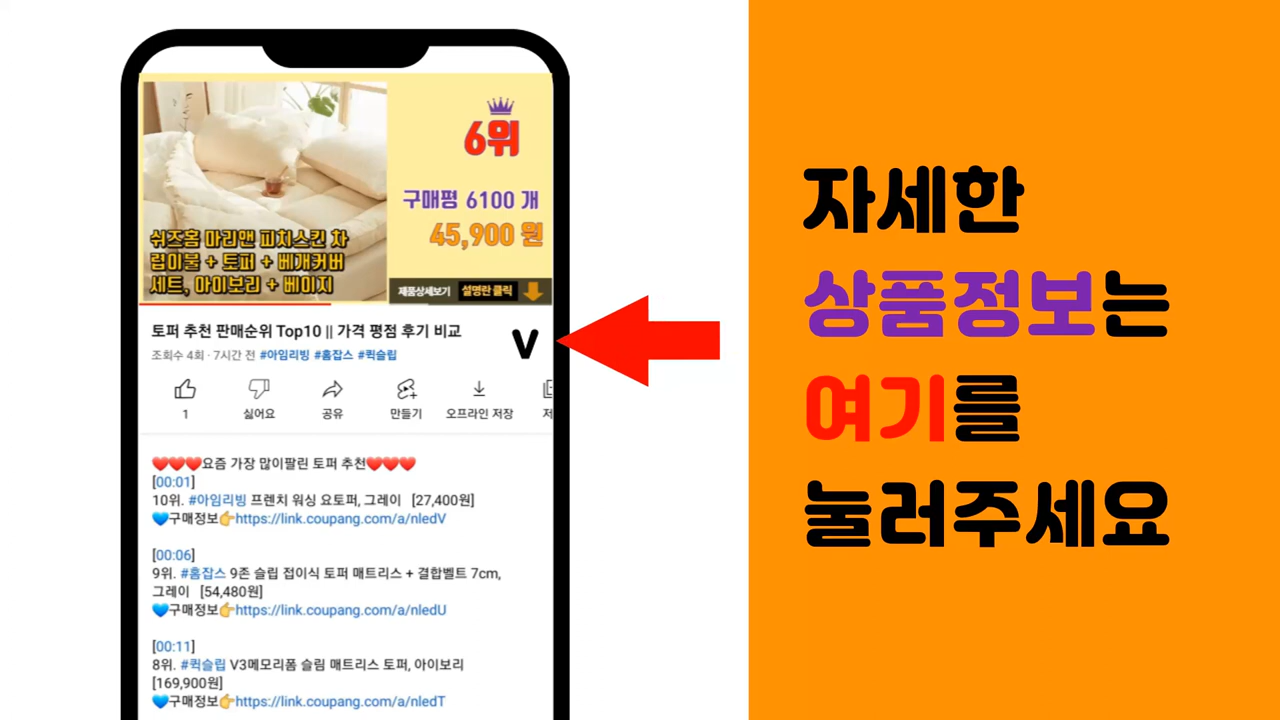 6위
구매평 6100 개
45,900 원
쉬즈홈 마리앤 피치스킨 차
렵이불 + 토퍼 + 베개커버
세트, 아이보리 + 베이지
제품상세보기 설명란 클릭
토퍼 추천 판매순위 Top10 || 가격 평점 후기 비교
V
조회수 4회 · 7시간 전 #아임리빙 #홈잡스 #퀵슬립
1 싫어요 공유 만들기 오프라인 저장 저
❤❤❤요즘 가장 많이팔린 토퍼 추천❤❤❤
[00:01]
10위. #아임리빙 프렌치 워싱 요토퍼, 그레이 [27,400원]
💙구매정보👉https://link.coupang.com/a/nledV
[00:06]
9위. #홈잡스 9존 슬립 접이식 토퍼 매트리스 + 결합벨트 7cm,
그레이 [54,480원]
💙구매정보👉https://link.coupang.com/a/nledU
[00:11]
8위. #퀵슬립 V3메모리폼 슬림 매트리스 토퍼, 아이보리
[169,900원]
💙구매정보👉https://link.coupang.com/a/nledT
자세한
상품정보는
여기를
눌러주세요